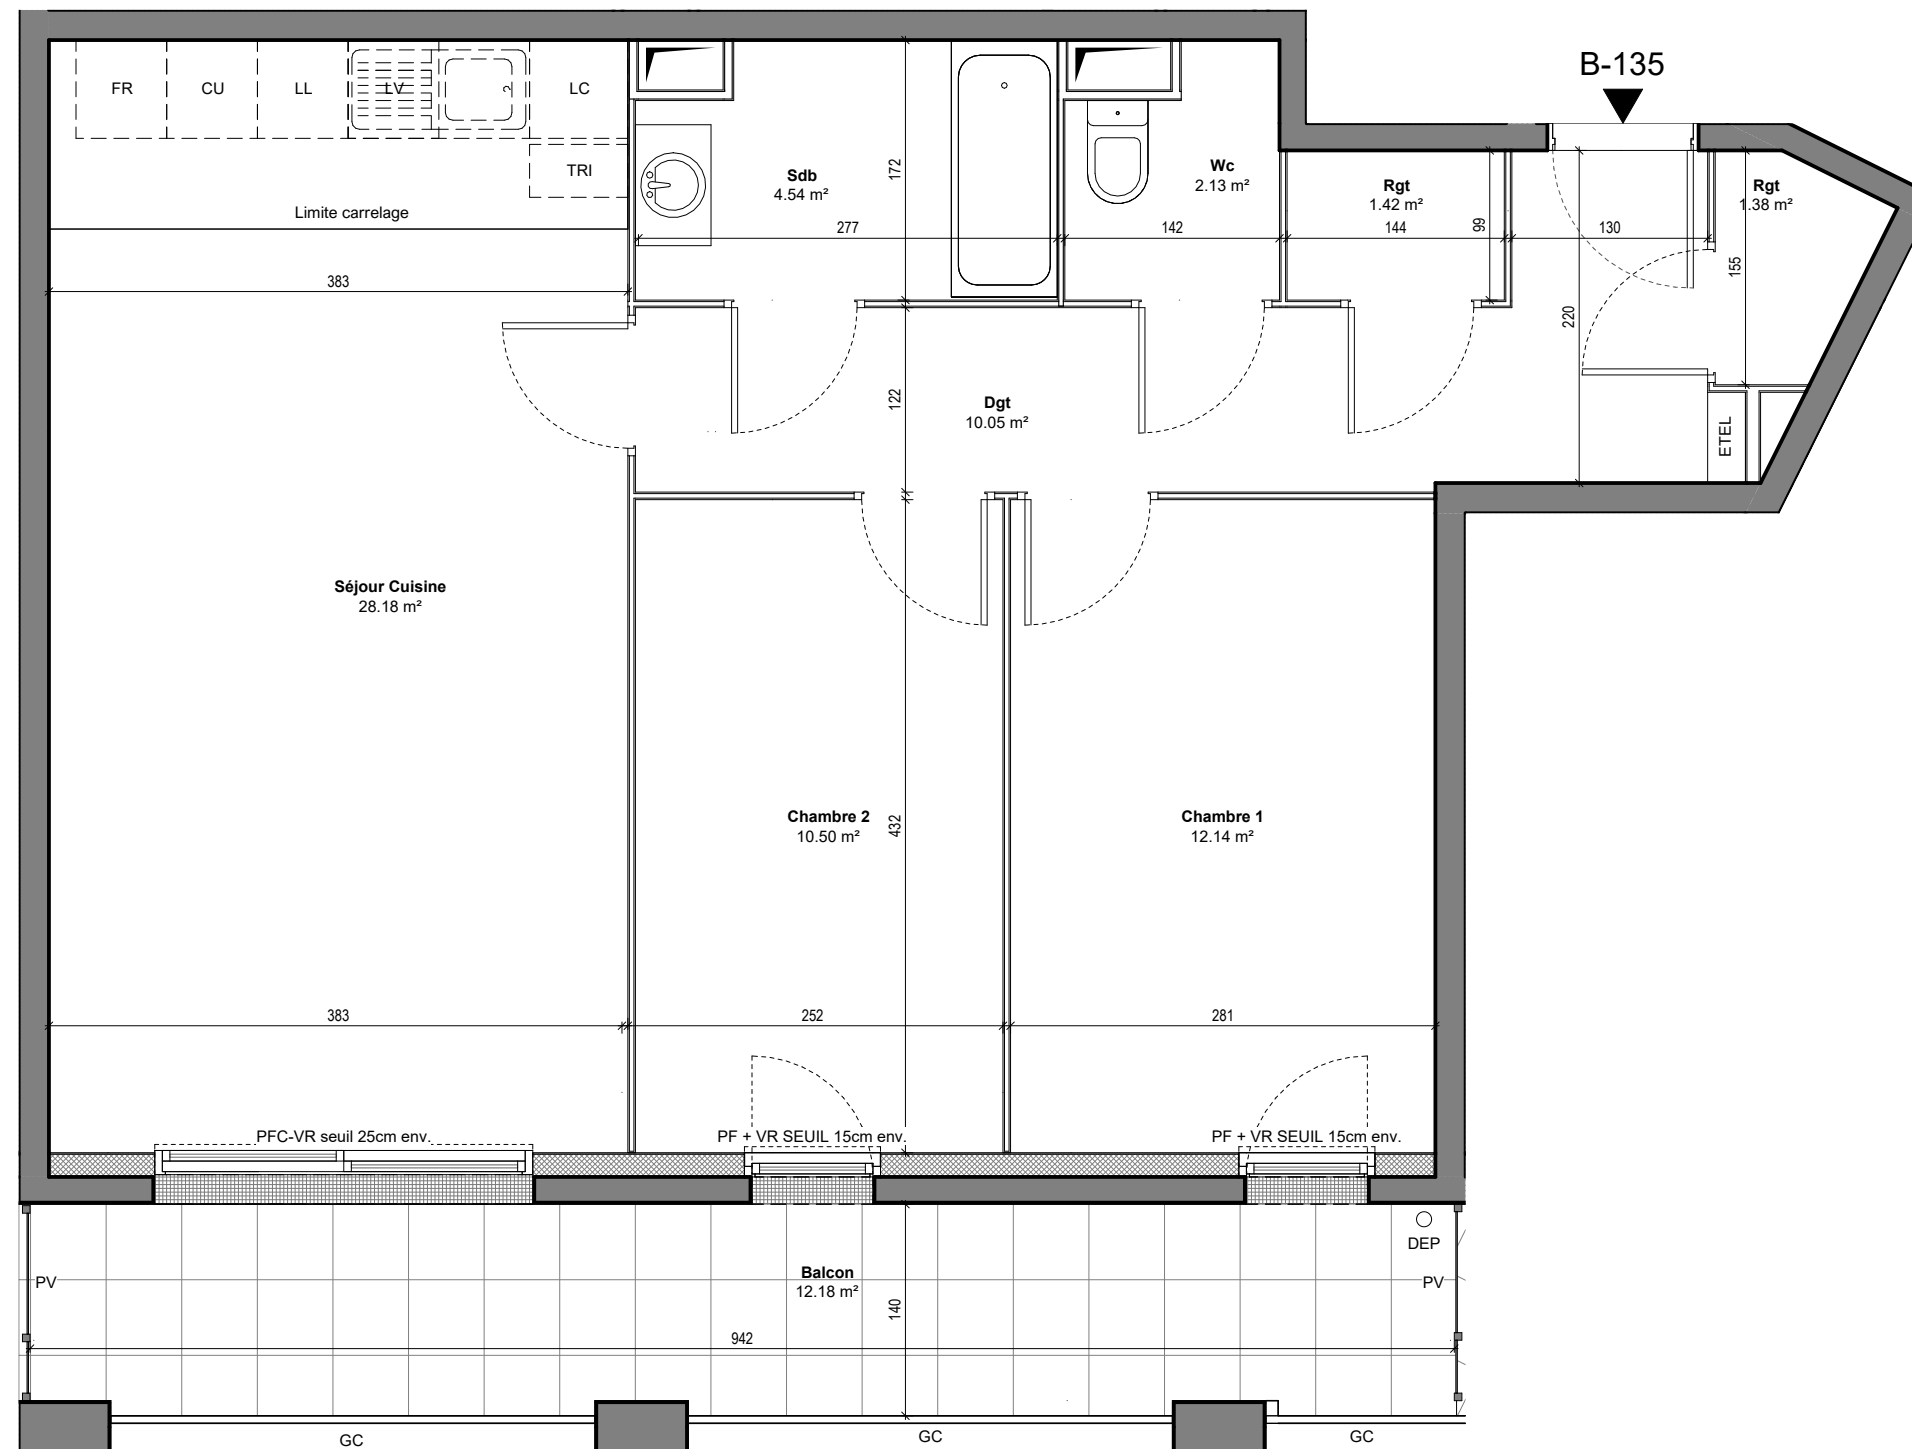 B-135
FR
CU
LL
LV
LC
TRI
Limite carrelage
Sdb
4.54 m²
172
277
Wc
2.13 m²
142
Rgt
1.42 m²
144
99
130
Rgt
1.38 m²
155
220
383
122
Dgt
10.05 m²
ETEL
Séjour Cuisine
28.18 m²
Chambre 2
10.50 m²
432
Chambre 1
12.14 m²
383
252
281
PFC-VR seuil 25cm env.
PF + VR SEUIL 15cm env.
PF + VR SEUIL 15cm env.
DEP
PV
Balcon
12.18 m²
PV
140
942
GC
GC
GC